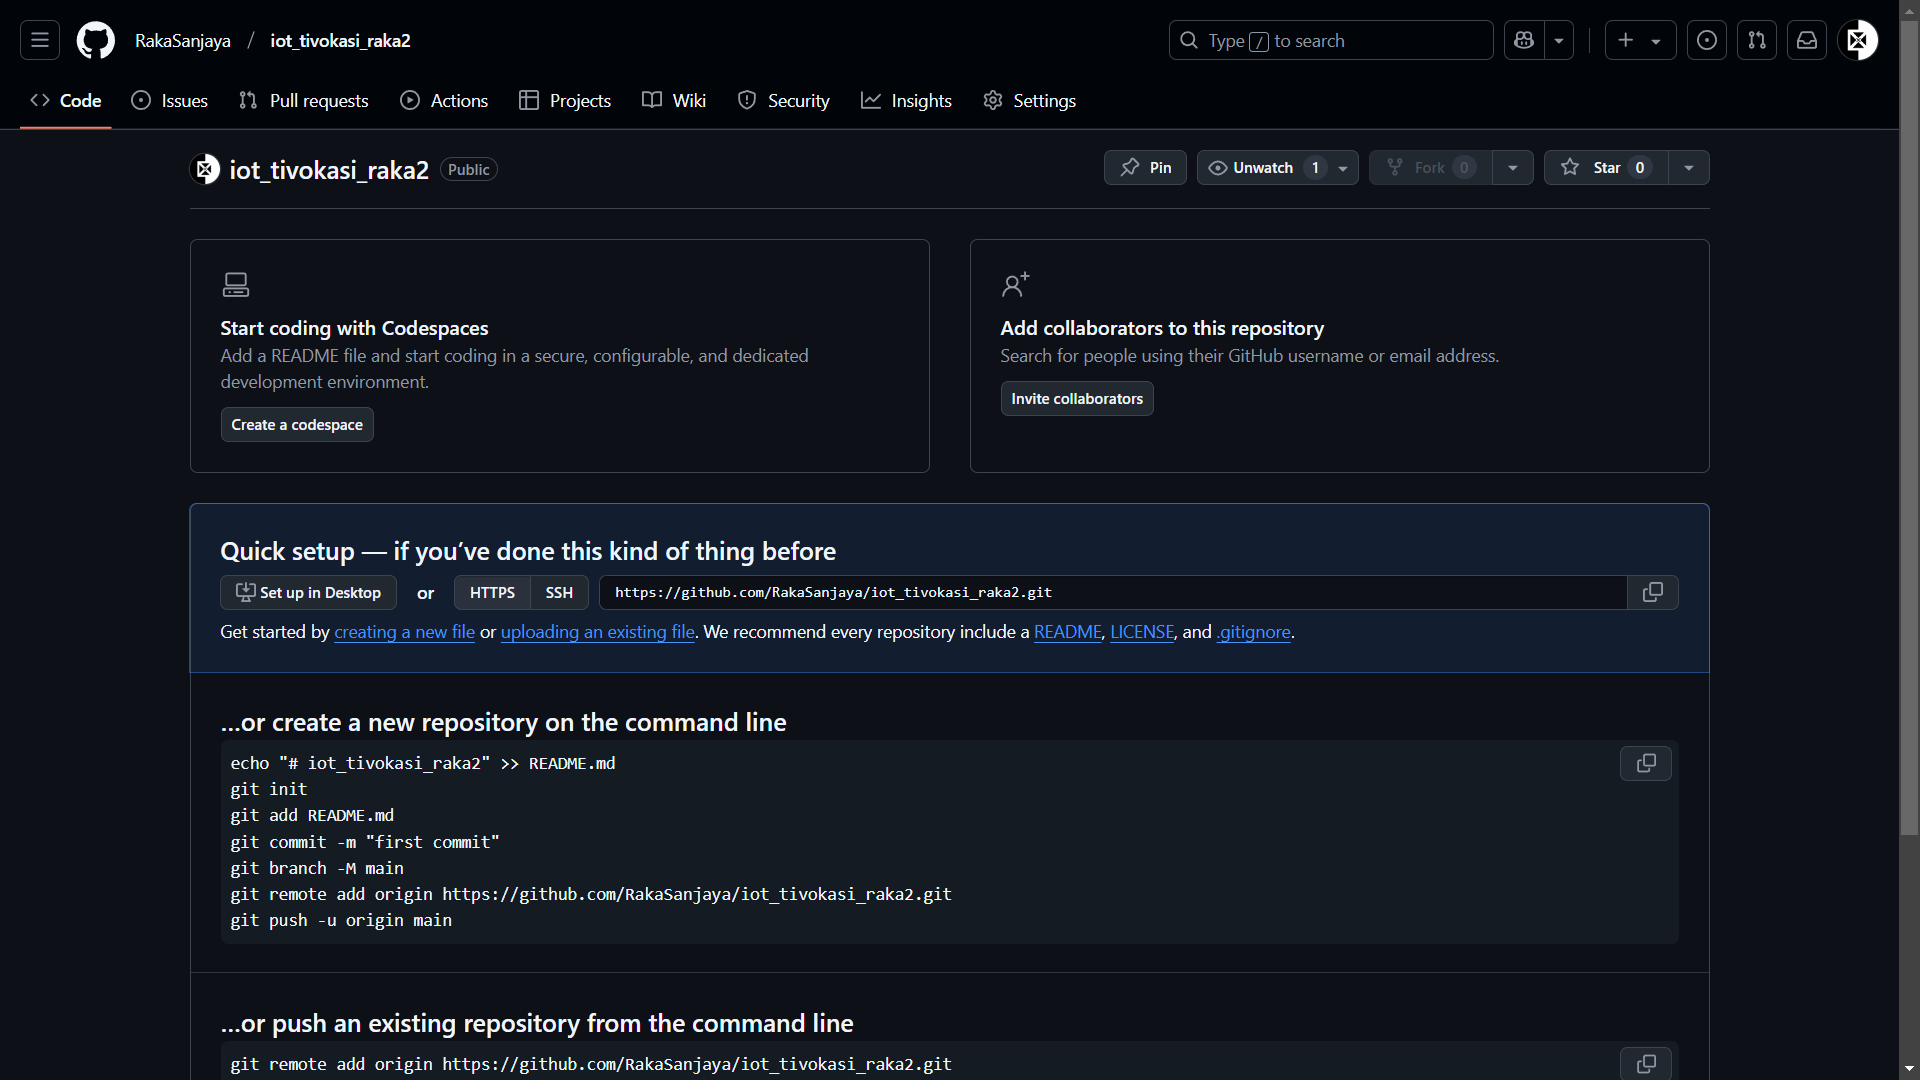 RakaSanjaya / iot_tivokasi_raka2
Type / to search
Code
Issues
Pull requests
Actions
Projects
Wiki
Security
Insights
Settings
iot_tivokasi_raka2 Public
Pin
Unwatch 1
Fork 0
Star 0
Start coding with Codespaces
Add a README file and start coding in a secure, configurable, and dedicated
development environment.
Create a codespace
Add collaborators to this repository
Search for people using their GitHub username or email address.
Invite collaborators
Quick setup — if you’ve done this kind of thing before
Set up in Desktop or HTTPS SSH https://github.com/RakaSanjaya/iot_tivokasi_raka2.git
Get started by creating a new file or uploading an existing file. We recommend every repository include a README, LICENSE, and .gitignore.
…or create a new repository on the command line
echo "# iot_tivokasi_raka2" >> README.md
git init
git add README.md
git commit -m "first commit"
git branch -M main
git remote add origin https://github.com/RakaSanjaya/iot_tivokasi_raka2.git
git push -u origin main
…or push an existing repository from the command line
git remote add origin https://github.com/RakaSanjaya/iot_tivokasi_raka2.git